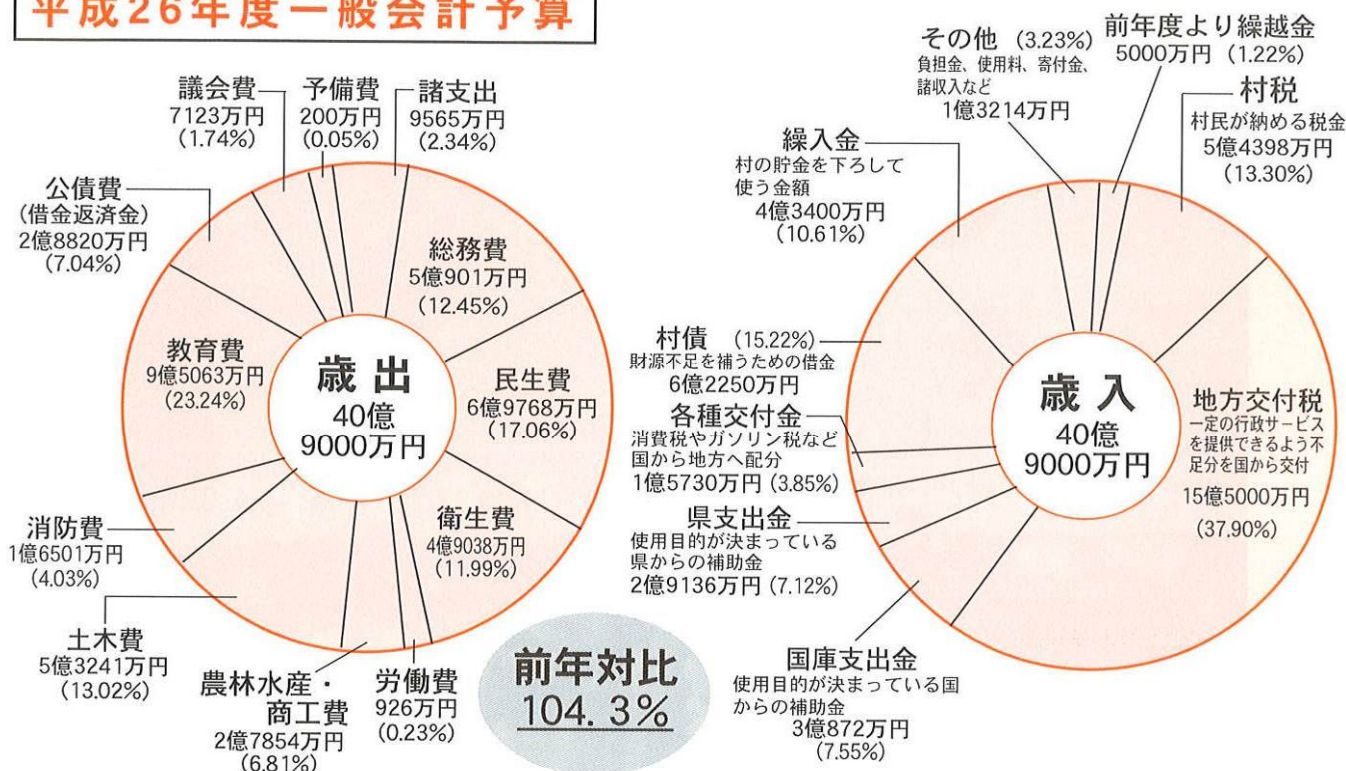 平成26年度一般会計予算
議会費
7123万円
(1.74%)
予備費
200万円
(0.05%)
諸支出
9565万円
(2.34%)
公債費
(借金返済金)
2億8820万円
(7.04%)
総務費
5億901万円
(12.45%)
教育費
9億5063万円
(23.24%)
歳出
40億
9000万円
民生費
6億9768万円
(17.06%)
衛生費
4億9038万円
(11.99%)
消防費
1億6501万円
(4.03%)
土木費
5億3241万円
(13.02%)
農林水産・
商工費
2億7854万円
(6.81%)
労働費
926万円
(0.23%)
前年対比
104.3%
その他 (3.23%)
負担金、使用料、寄付金、
諸収入など
1億3214万円
前年度より繰越金
5000万円 (1.22%)
村税
村民が納める税金
5億4398万円
(13.30%)
繰入金
村の貯金を下ろして
使う金額
4億3400万円
(10.61%)
村債 (15.22%)
財源不足を補うための借金
6億2250万円
歳入
40億
9000万円
地方交付税
一定の行政サービス
を提供できるよう不
足分を国から交付
15億5000万円
(37.90%)
各種交付金
消費税やガソリン税など
国から地方へ配分
1億5730万円 (3.85%)
県支出金
使用目的が決まっている
県からの補助金
2億9136万円 (7.12%)
国庫支出金
使用目的が決まっている国
からの補助金
3億872万円
(7.55%)